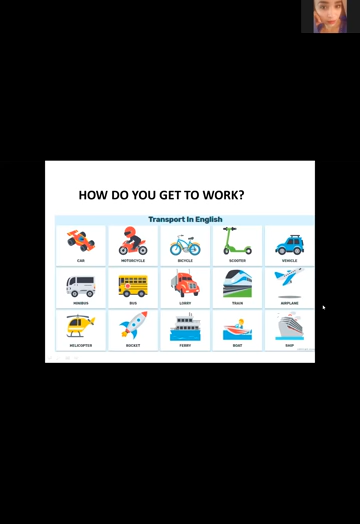 HOW DO YOU GET TO WORK?
Transport In English
CAR MOTORCYCLE BICYCLE SCOOTER VEHICLE
MINIBUS BUS LORRY TRAIN AIRPLANE
HELICOPTER ROCKET FERRY BOAT SHIP